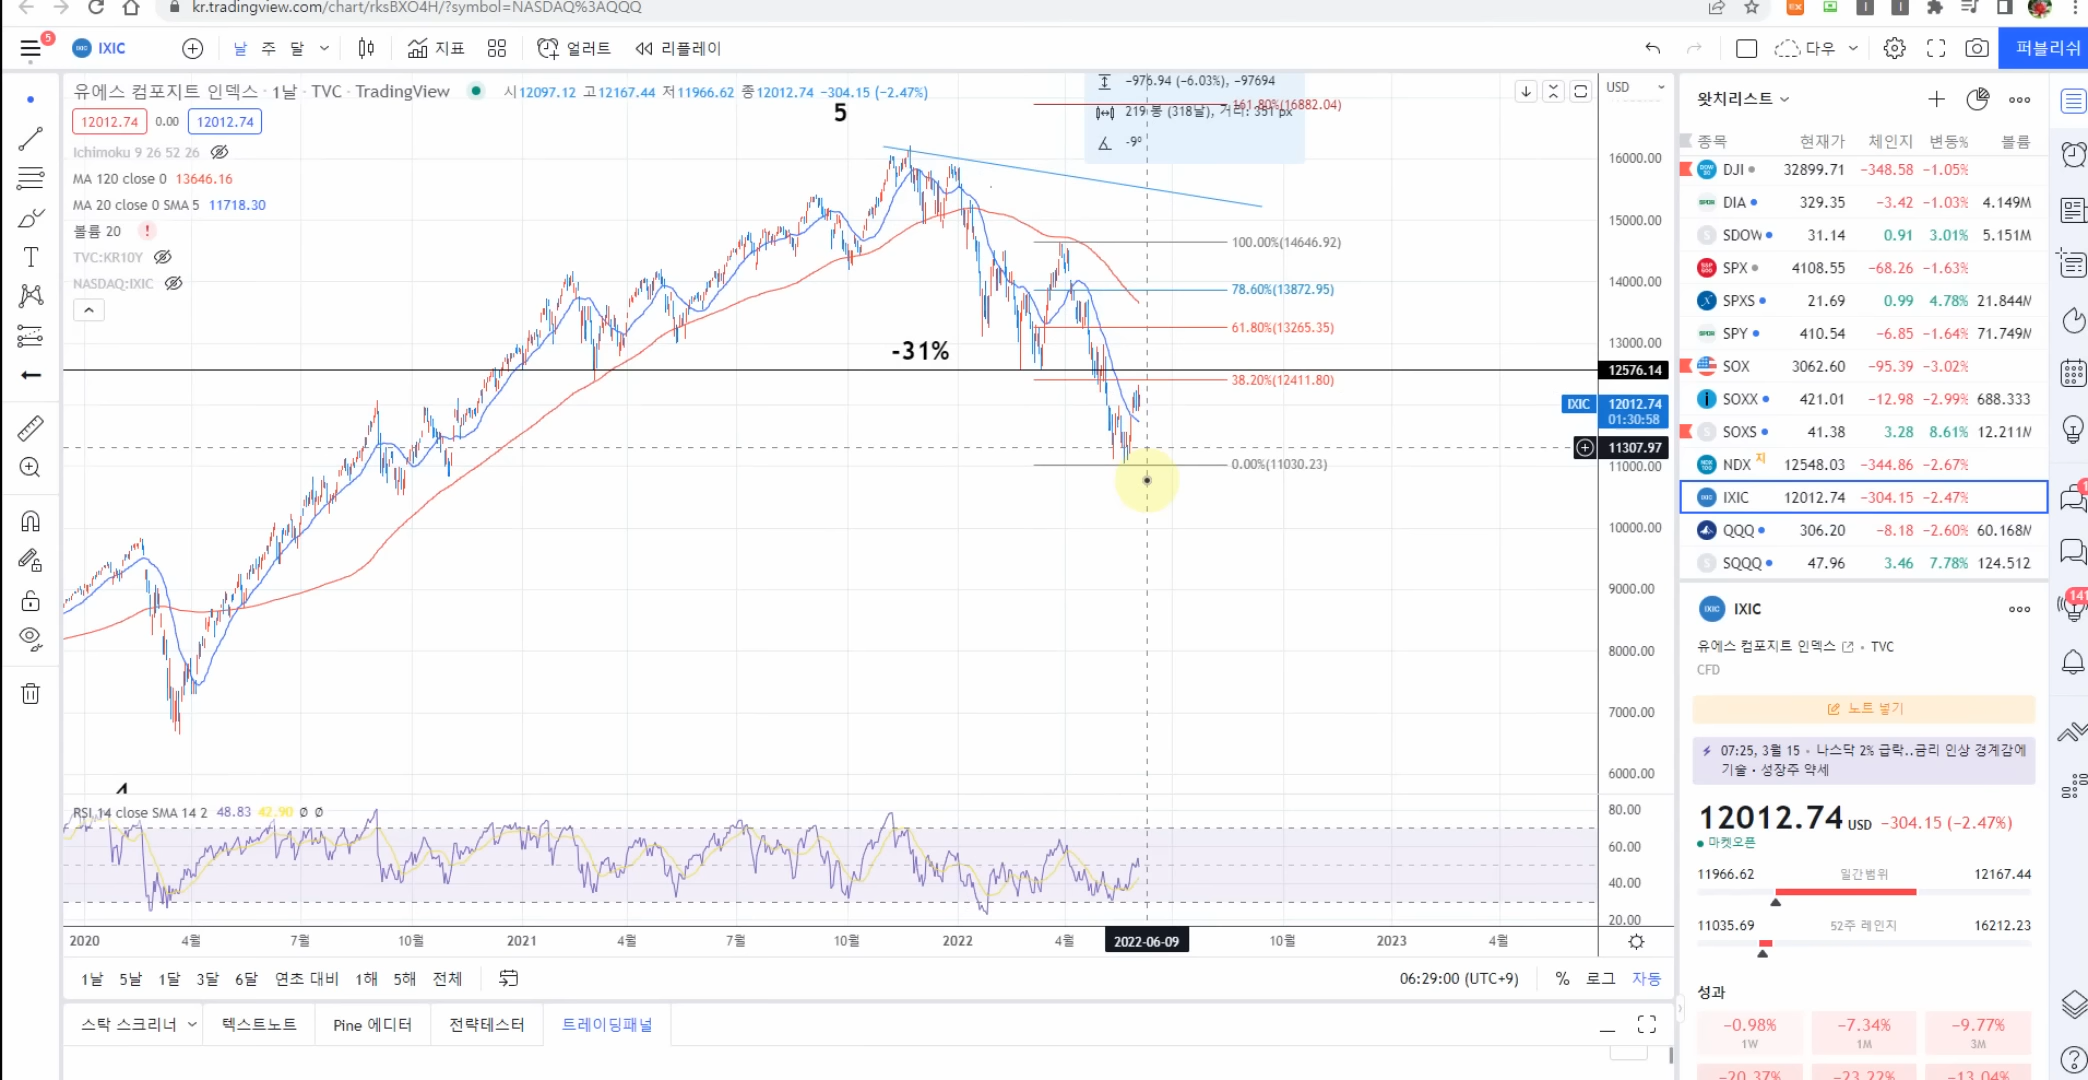 kr.tradingview.com/chart/rksBXO4H/?symbol=NASDAQ%3AQQQ
5 IXIC 날 주 달 지표 얼러트 리플레이 다우 퍼블리쉬
유에스 컴포지트 인덱스 · 1날 · TVC · TradingView 시12097.12 고12167.44 저11966.62 종12012.74 −304.15 (−2.47%)
12012.74 0.00 12012.74
Ichimoku 9 26 52 26
MA 120 close 0 13646.16
MA 20 close 0 SMA 5 11718.30
볼륨 20 !
TVC:KR10Y
NASDAQ:IXIC
5
-31%
4
−976.94 (−6.03%), −97694
219 봉 (318날), 거리: 351 px
-9°
161.80%(16882.04)
100.00%(14646.92)
78.60%(13872.95)
61.80%(13265.35)
38.20%(12411.80)
0.00%(11030.23)
USD
16000.00
15000.00
14000.00
13000.00
12576.14
IXIC 12012.74
01:30:58
11307.97
11000.00
10000.00
9000.00
8000.00
7000.00
6000.00
RSI 14 close SMA 14 2 48.83 42.90 Ø Ø
80.00
60.00
40.00
20.00
2020 4월 7월 10월 2021 4월 7월 10월 2022 4월 2022-06-09 10월 2023 4월
1날 5날 1달 3달 6달 연초 대비 1해 5해 전체 06:29:00 (UTC+9) % 로그 자동
스탁 스크리너 텍스트노트 Pine 에디터 전략테스터 트레이딩패널
왓치리스트
종목 현재가 체인지 변동% 볼륨
DJI 32899.71 −348.58 −1.05%
DIA 329.35 −3.42 −1.03% 4.149M
SDOW 31.14 0.91 3.01% 5.151M
SPX 4108.55 −68.26 −1.63%
SPXS 21.69 0.99 4.78% 21.844M
SPY 410.54 −6.85 −1.64% 71.749M
SOX 3062.60 −95.39 −3.02%
SOXX 421.01 −12.98 −2.99% 688.333
SOXS 41.38 3.28 8.61% 12.211M
NDX 지 12548.03 −344.86 −2.67%
IXIC 12012.74 −304.15 −2.47%
QQQ 306.20 −8.18 −2.60% 60.168M
SQQQ 47.96 3.46 7.78% 124.512
IXIC
유에스 컴포지트 인덱스 · TVC
CFD
노트 넣기
07:25, 3월 15 · 나스닥 2% 급락..금리 인상 경계감에
기술·성장주 약세
12012.74 USD −304.15 (−2.47%)
마켓오픈
11966.62 일간범위 12167.44
11035.69 52주 레인지 16212.23
성과
−0.98% −7.34% −9.77%
1W 1M 3M
−20.37% −23.22% −13.04%
141